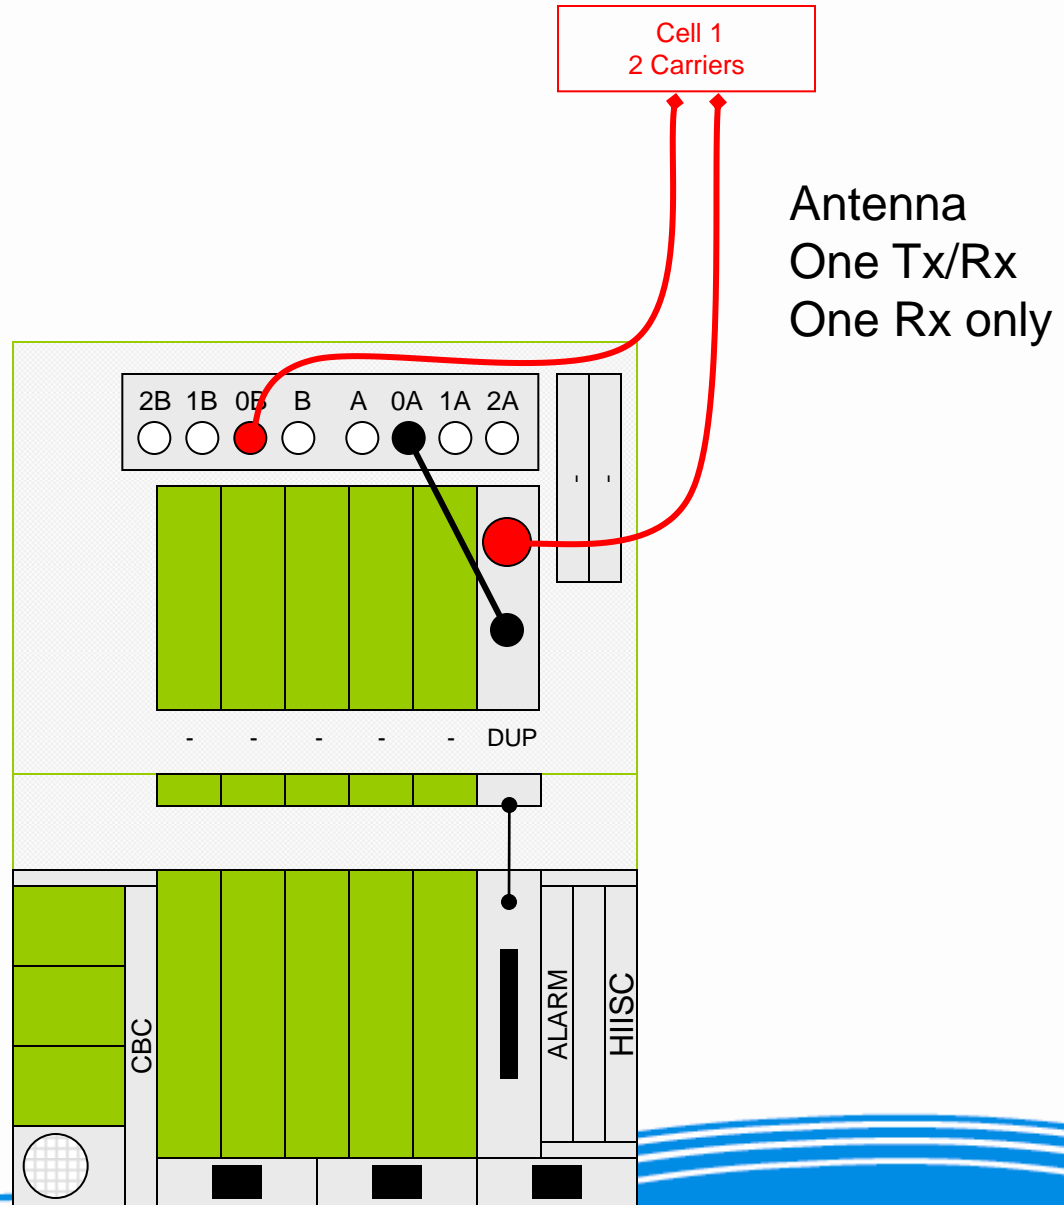 Cell 1
2 Carriers
Antenna
One Tx/Rx
One Rx only
2B 1B 0B B A 0A 1A 2A
- -
- - - - - DUP
CBC
ALARM
HIISC